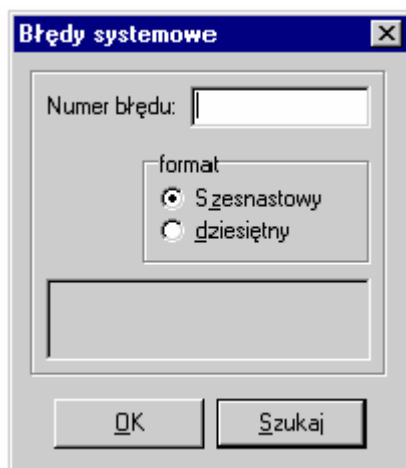 Błędy systemowe
Numer błędu:
format
Szesnastowy
dziesiętny
OK
Szukaj